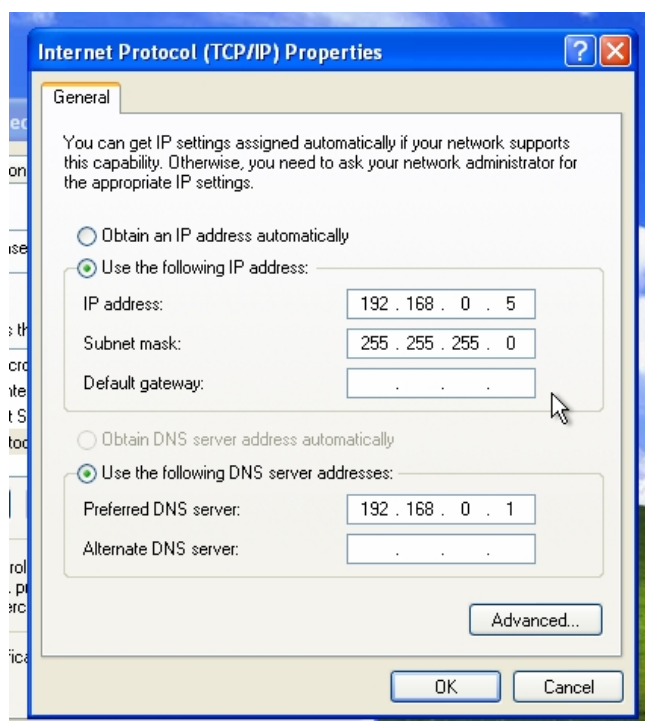 Internet Protocol (TCP/IP) Properties
General
You can get IP settings assigned automatically if your network supports
this capability. Otherwise, you need to ask your network administrator for
the appropriate IP settings.
Obtain an IP address automatically
Use the following IP address:
IP address: 192 . 168 . 0 . 5
Subnet mask: 255 . 255 . 255 . 0
Default gateway: . . .
Obtain DNS server address automatically
Use the following DNS server addresses:
Preferred DNS server: 192 . 168 . 0 . 1
Alternate DNS server: . . .
Advanced...
OK Cancel